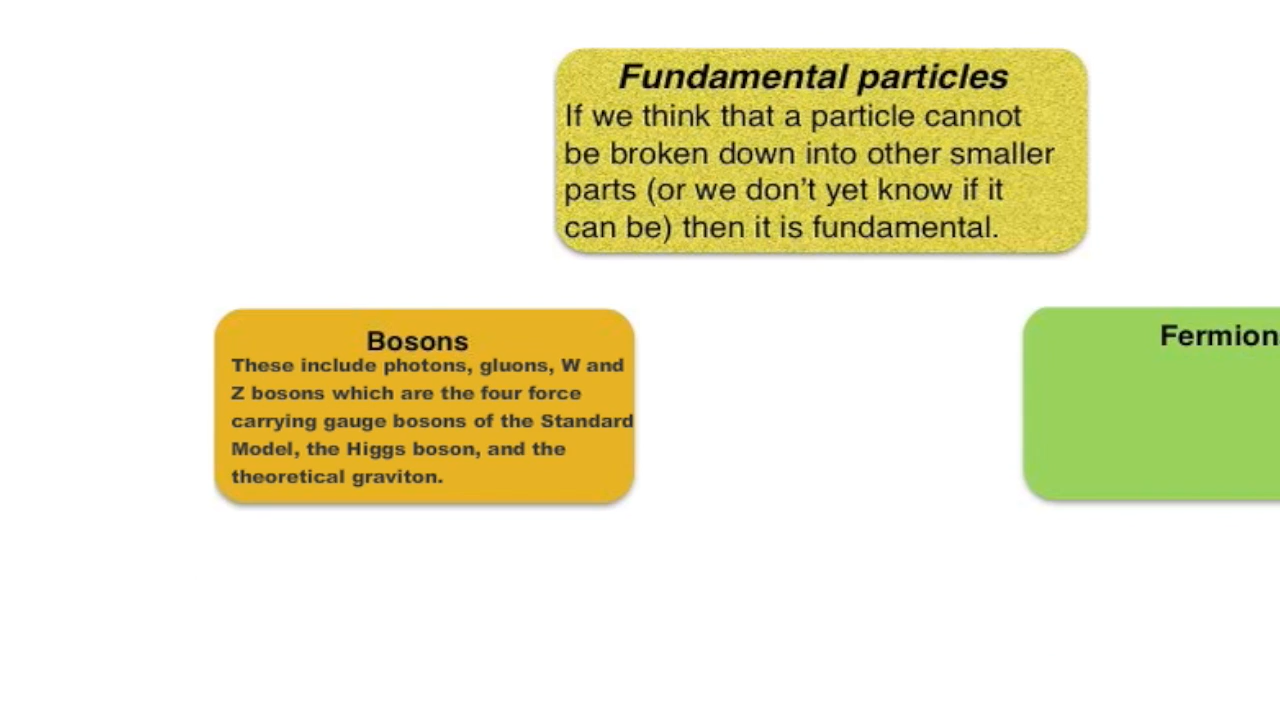 Fundamental particles
If we think that a particle cannot
be broken down into other smaller
parts (or we don't yet know if it
can be) then it is fundamental.
Bosons
These include photons, gluons, W and
Z bosons which are the four force
carrying gauge bosons of the Standard
Model, the Higgs boson, and the
theoretical graviton.
Fermion